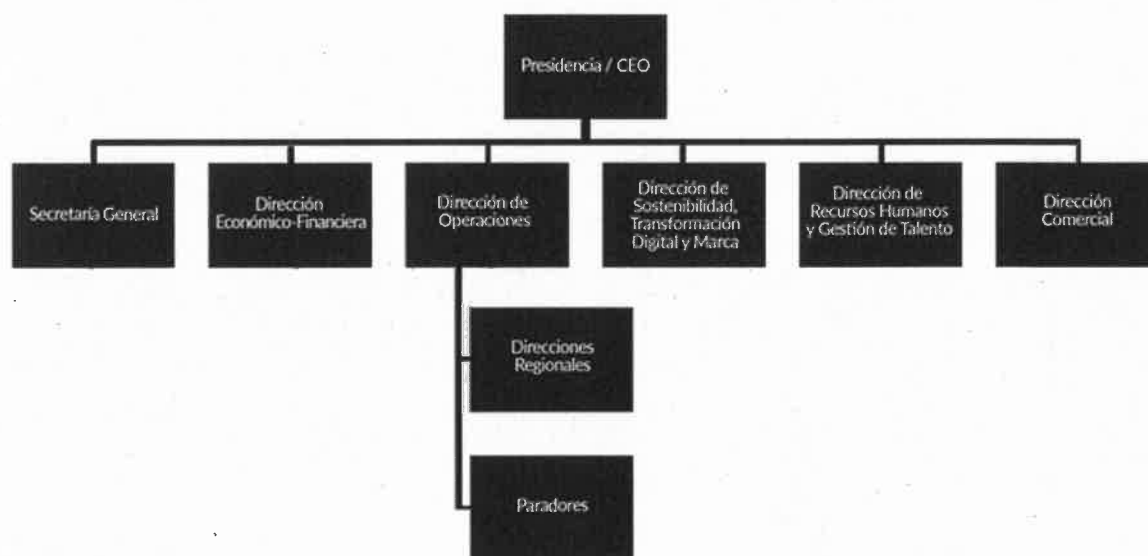 Presidencia / CEO
Secretaría General
Dirección
Económico-Financiera
Dirección de
Operaciones
Dirección de
Sostenibilidad,
Transformación
Digital y Marca
Dirección de
Recursos Humanos
y Gestión de Talento
Dirección
Comercial
Direcciones
Regionales
Paradores